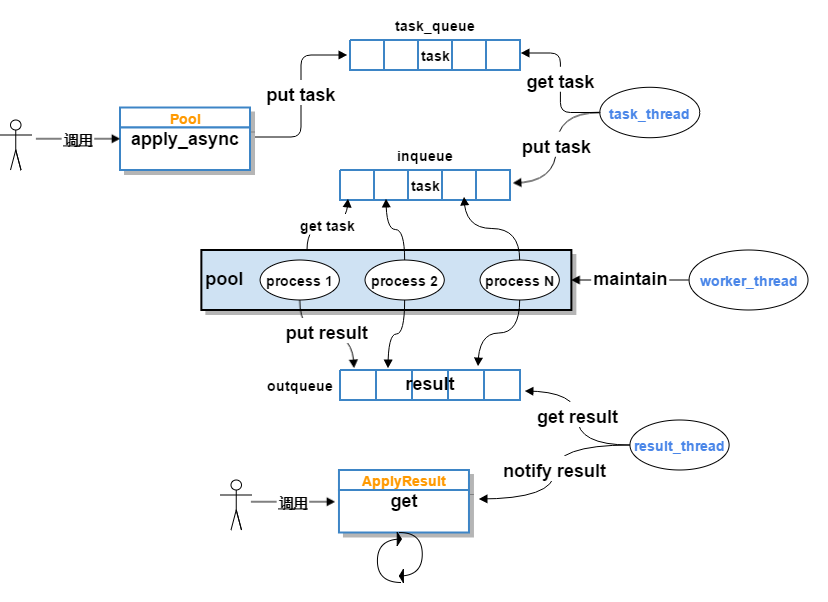 task_queue
task
put task
get task
task_thread
Pool
调用
apply_async
put task
inqueue
task
get task
pool
process 1
process 2
process N
maintain
worker_thread
put result
outqueue
result
get result
result_thread
notify result
ApplyResult
调用
get